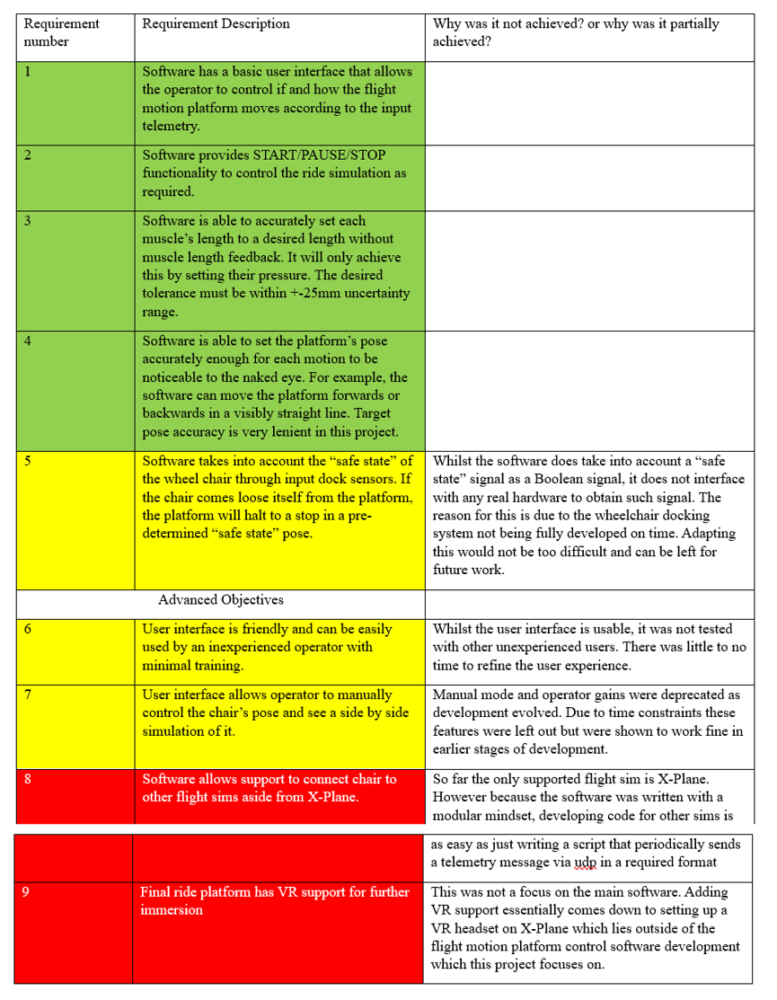 Requirement number
Requirement Description
Why was it not achieved? or why was it partially achieved?
1
Software has a basic user interface that allows
the operator to control if and how the flight
motion platform moves according to the input
telemetry.
2
Software provides START/PAUSE/STOP
functionality to control the ride simulation as
required.
3
Software is able to accurately set each
muscle's length to a desired length without
muscle length feedback. It will only achieve
this by setting their pressure. The desired
tolerance must be within +-25mm uncertainty
range.
4
Software is able to set the platform's pose
accurately enough for each motion to be
noticeable to the naked eye. For example, the
software can move the platform forwards or
backwards in a visibly straight line. Target
pose accuracy is very lenient in this project.
5
Software takes into account the “safe state” of
the wheel chair through input dock sensors. If
the chair comes loose itself from the platform,
the platform will halt to a stop in a pre-
determined “safe state” pose.
Whilst the software does take into account a “safe
state” signal as a Boolean signal, it does not interface
with any real hardware to obtain such signal. The
reason for this is due to the wheelchair docking
system not being fully developed on time. Adapting
this would not be too difficult and can be left for
future work.
Advanced Objectives
6
User interface is friendly and can be easily
used by an inexperienced operator with
minimal training.
Whilst the user interface is usable, it was not tested
with other unexperienced users. There was little to no
time to refine the user experience.
7
User interface allows operator to manually
control the chair's pose and see a side by side
simulation of it.
Manual mode and operator gains were deprecated as
development evolved. Due to time constraints these
features were left out but were shown to work fine in
earlier stages of development.
8
Software allows support to connect chair to
other flight sims aside from X-Plane.
So far the only supported flight sim is X-Plane.
However because the software was written with a
modular mindset, developing code for other sims is
as easy as just writing a script that periodically sends
a telemetry message via udp in a required format
9
Final ride platform has VR support for further
immersion
This was not a focus on the main software. Adding
VR support essentially comes down to setting up a
VR headset on X-Plane which lies outside of the
flight motion platform control software development
which this project focuses on.